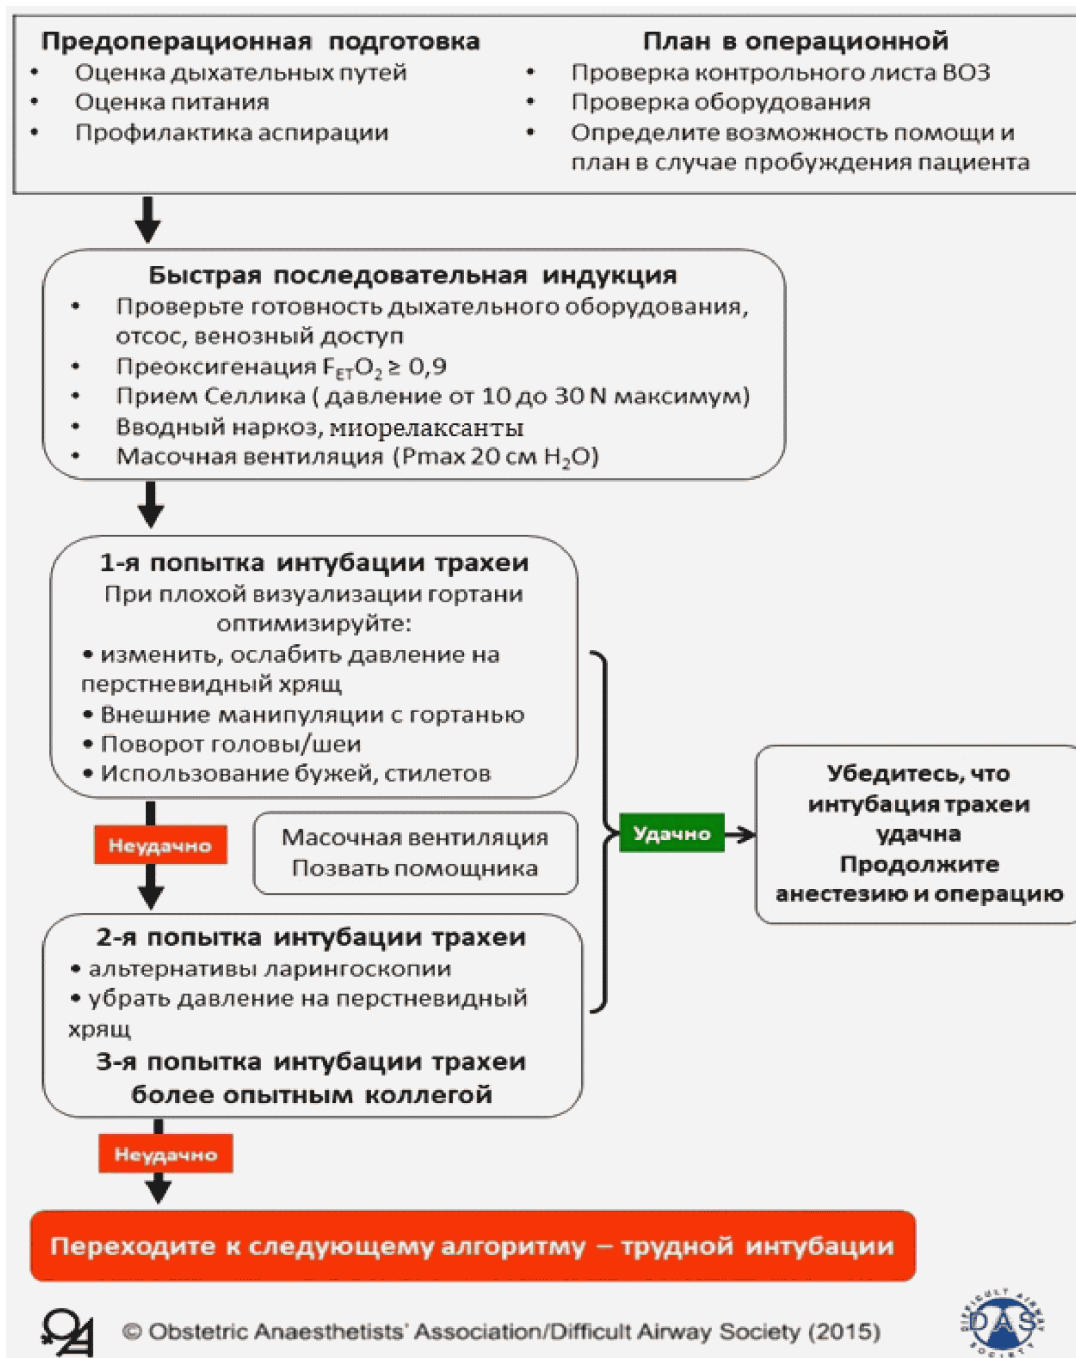 Предоперационная подготовка
• Оценка дыхательных путей
• Оценка питания
• Профилактика аспирации
План в операционной
• Проверка контрольного листа ВОЗ
• Проверка оборудования
• Определите возможность помощи и
план в случае пробуждения пациента
Быстрая последовательная индукция
• Проверьте готовность дыхательного оборудования,
отсос, венозный доступ
• Преоксигенация FETO2 ≥ 0,9
• Прием Селлика ( давление от 10 до 30 N максимум)
• Вводный наркоз, миорелаксанты
• Масочная вентиляция (Pmax 20 см H2O)
1-я попытка интубации трахеи
При плохой визуализации гортани
оптимизируйте:
• изменить, ослабить давление на
перстневидный хрящ
• Внешние манипуляции с гортанью
• Поворот головы/шеи
• Использование бужей, стилетов
Неудачно
Масочная вентиляция
Позвать помощника
Удачно
Убедитесь, что
интубация трахеи
удачна
Продолжите
анестезию и операцию
2-я попытка интубации трахеи
• альтернативы ларингоскопии
• убрать давление на перстневидный
хрящ
3-я попытка интубации трахеи
более опытным коллегой
Неудачно
Переходите к следующему алгоритму – трудной интубации
© Obstetric Anaesthetists' Association/Difficult Airway Society (2015)
DIFFICULT AIRWAY
DAS
SOCIETY